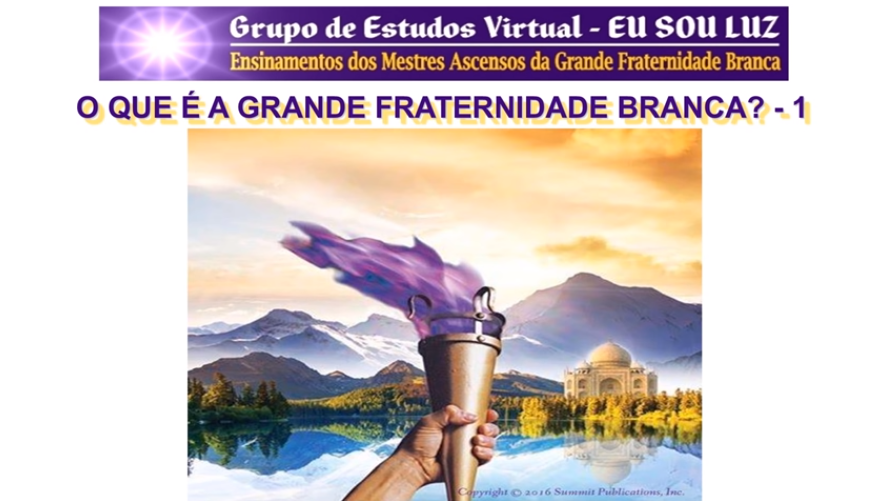 Grupo de Estudos Virtual - EU SOU LUZ
Ensinamentos dos Mestres Ascensos da Grande Fraternidade Branca
O QUE É A GRANDE FRATERNIDADE BRANCA? - 1
Copyright © 2016 Summit Publications, Inc.